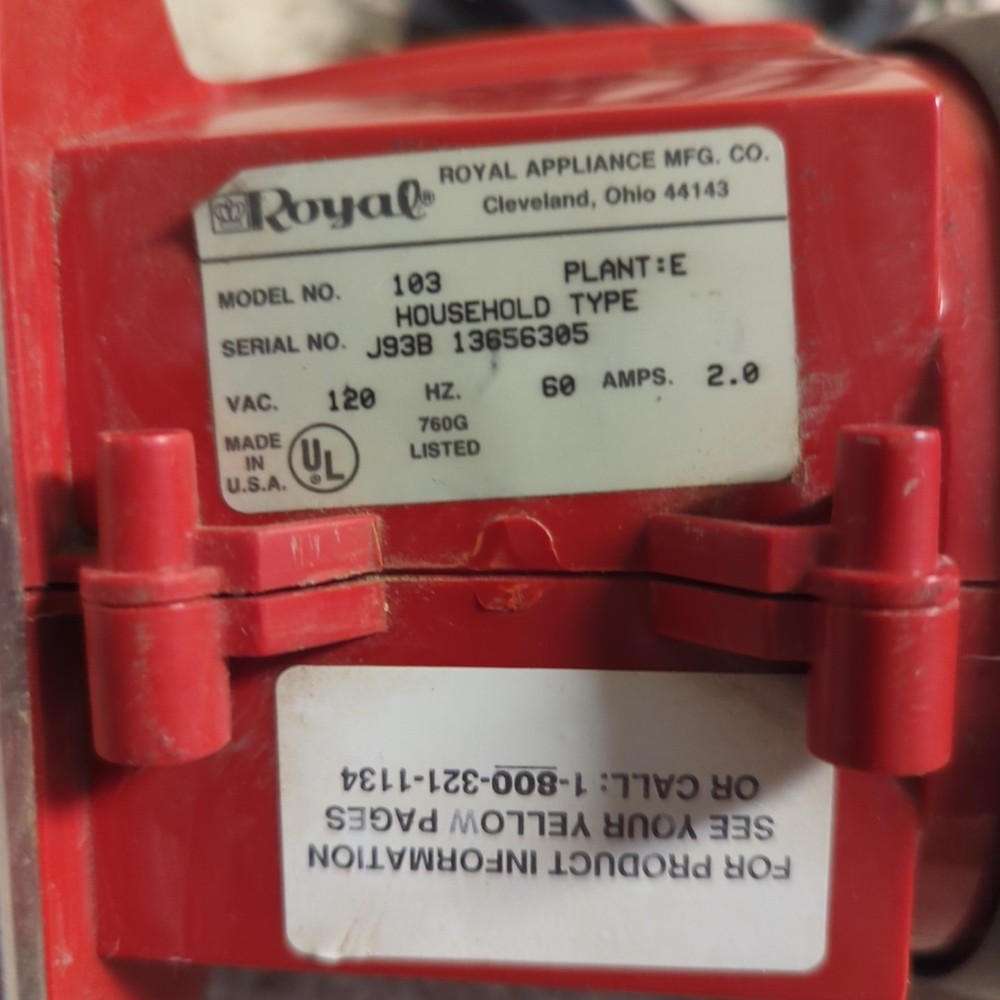 Royal® ROYAL APPLIANCE MFG. CO.
Cleveland, Ohio 44143
MODEL NO. 103 PLANT:E
HOUSEHOLD TYPE
SERIAL NO. J93B 13656305
VAC. 120 HZ. 60 AMPS. 2.0
MADE IN U.S.A.
UL®
760G
LISTED
FOR PRODUCT INFORMATION
SEE YOUR YELLOW PAGES
OR CALL: 1-800-321-1134